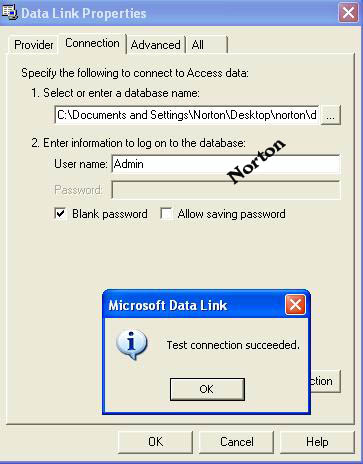 Data Link Properties
Provider Connection Advanced All
Specify the following to connect to Access data:
1. Select or enter a database name:
C:\Documents and Settings\Norton\Desktop\norton\d ...
2. Enter information to log on to the database:
User name: Admin
Norton
Password:
Blank password Allow saving password
Microsoft Data Link
Test connection succeeded.
OK
ction
OK Cancel Help